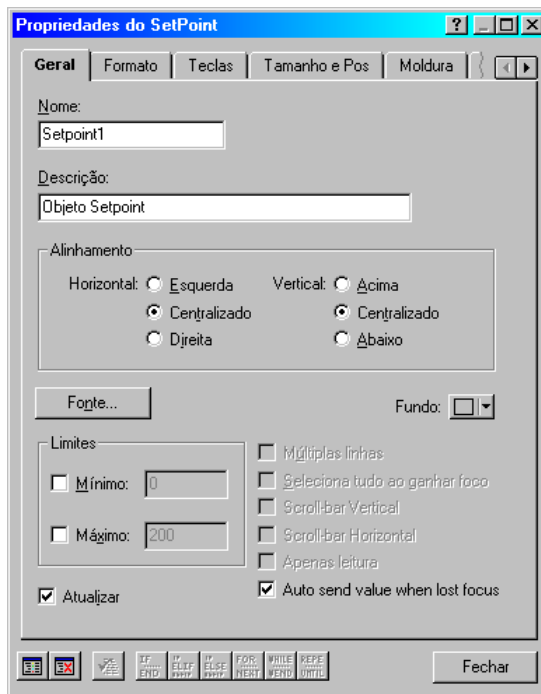 Propriedades do SetPoint
Geral Formato Teclas Tamanho e Pos Moldura
Nome:
Setpoint1
Descrição:
Objeto Setpoint
Alinhamento
Horizontal: Esquerda Vertical: Acima
Centralizado Centralizado
Direita Abaixo
Fonte... Fundo:
Limites
Múltiplas linhas
Mínimo: 0
Seleciona tudo ao ganhar foco
Scroll-bar Vertical
Máximo: 200
Scroll-bar Horizontal
Apenas leitura
Atualizar
Auto send value when lost focus
IF END IF ELIF IF ELSE FOR NEXT WHILE WEND REPE UNTIL
Fechar